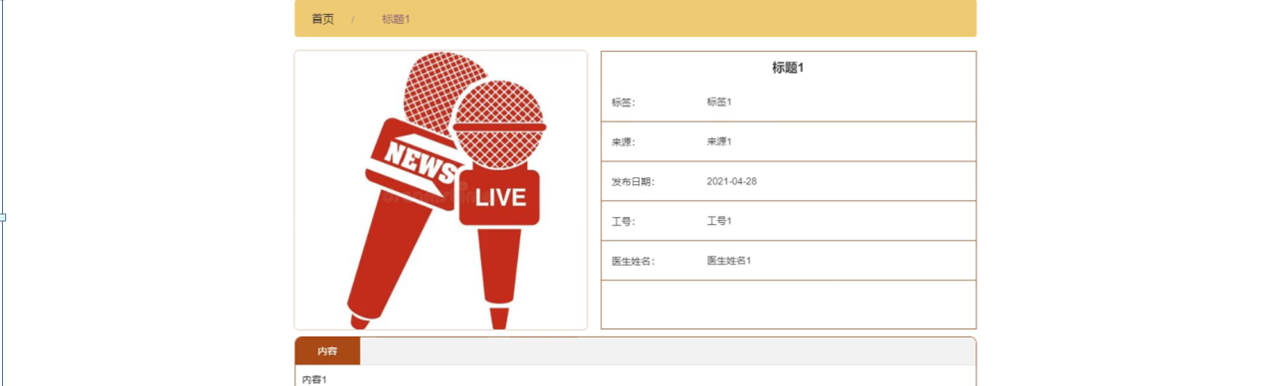 首页 / 标题1
NEWS
LIVE
标题1
标签： 标签1
来源： 来源1
发布日期： 2021-04-28
工号： 工号1
医生姓名： 医生姓名1
内容
内容1